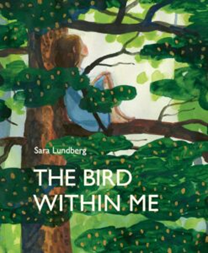 Sara Lundberg
THE BIRD
WITHIN ME